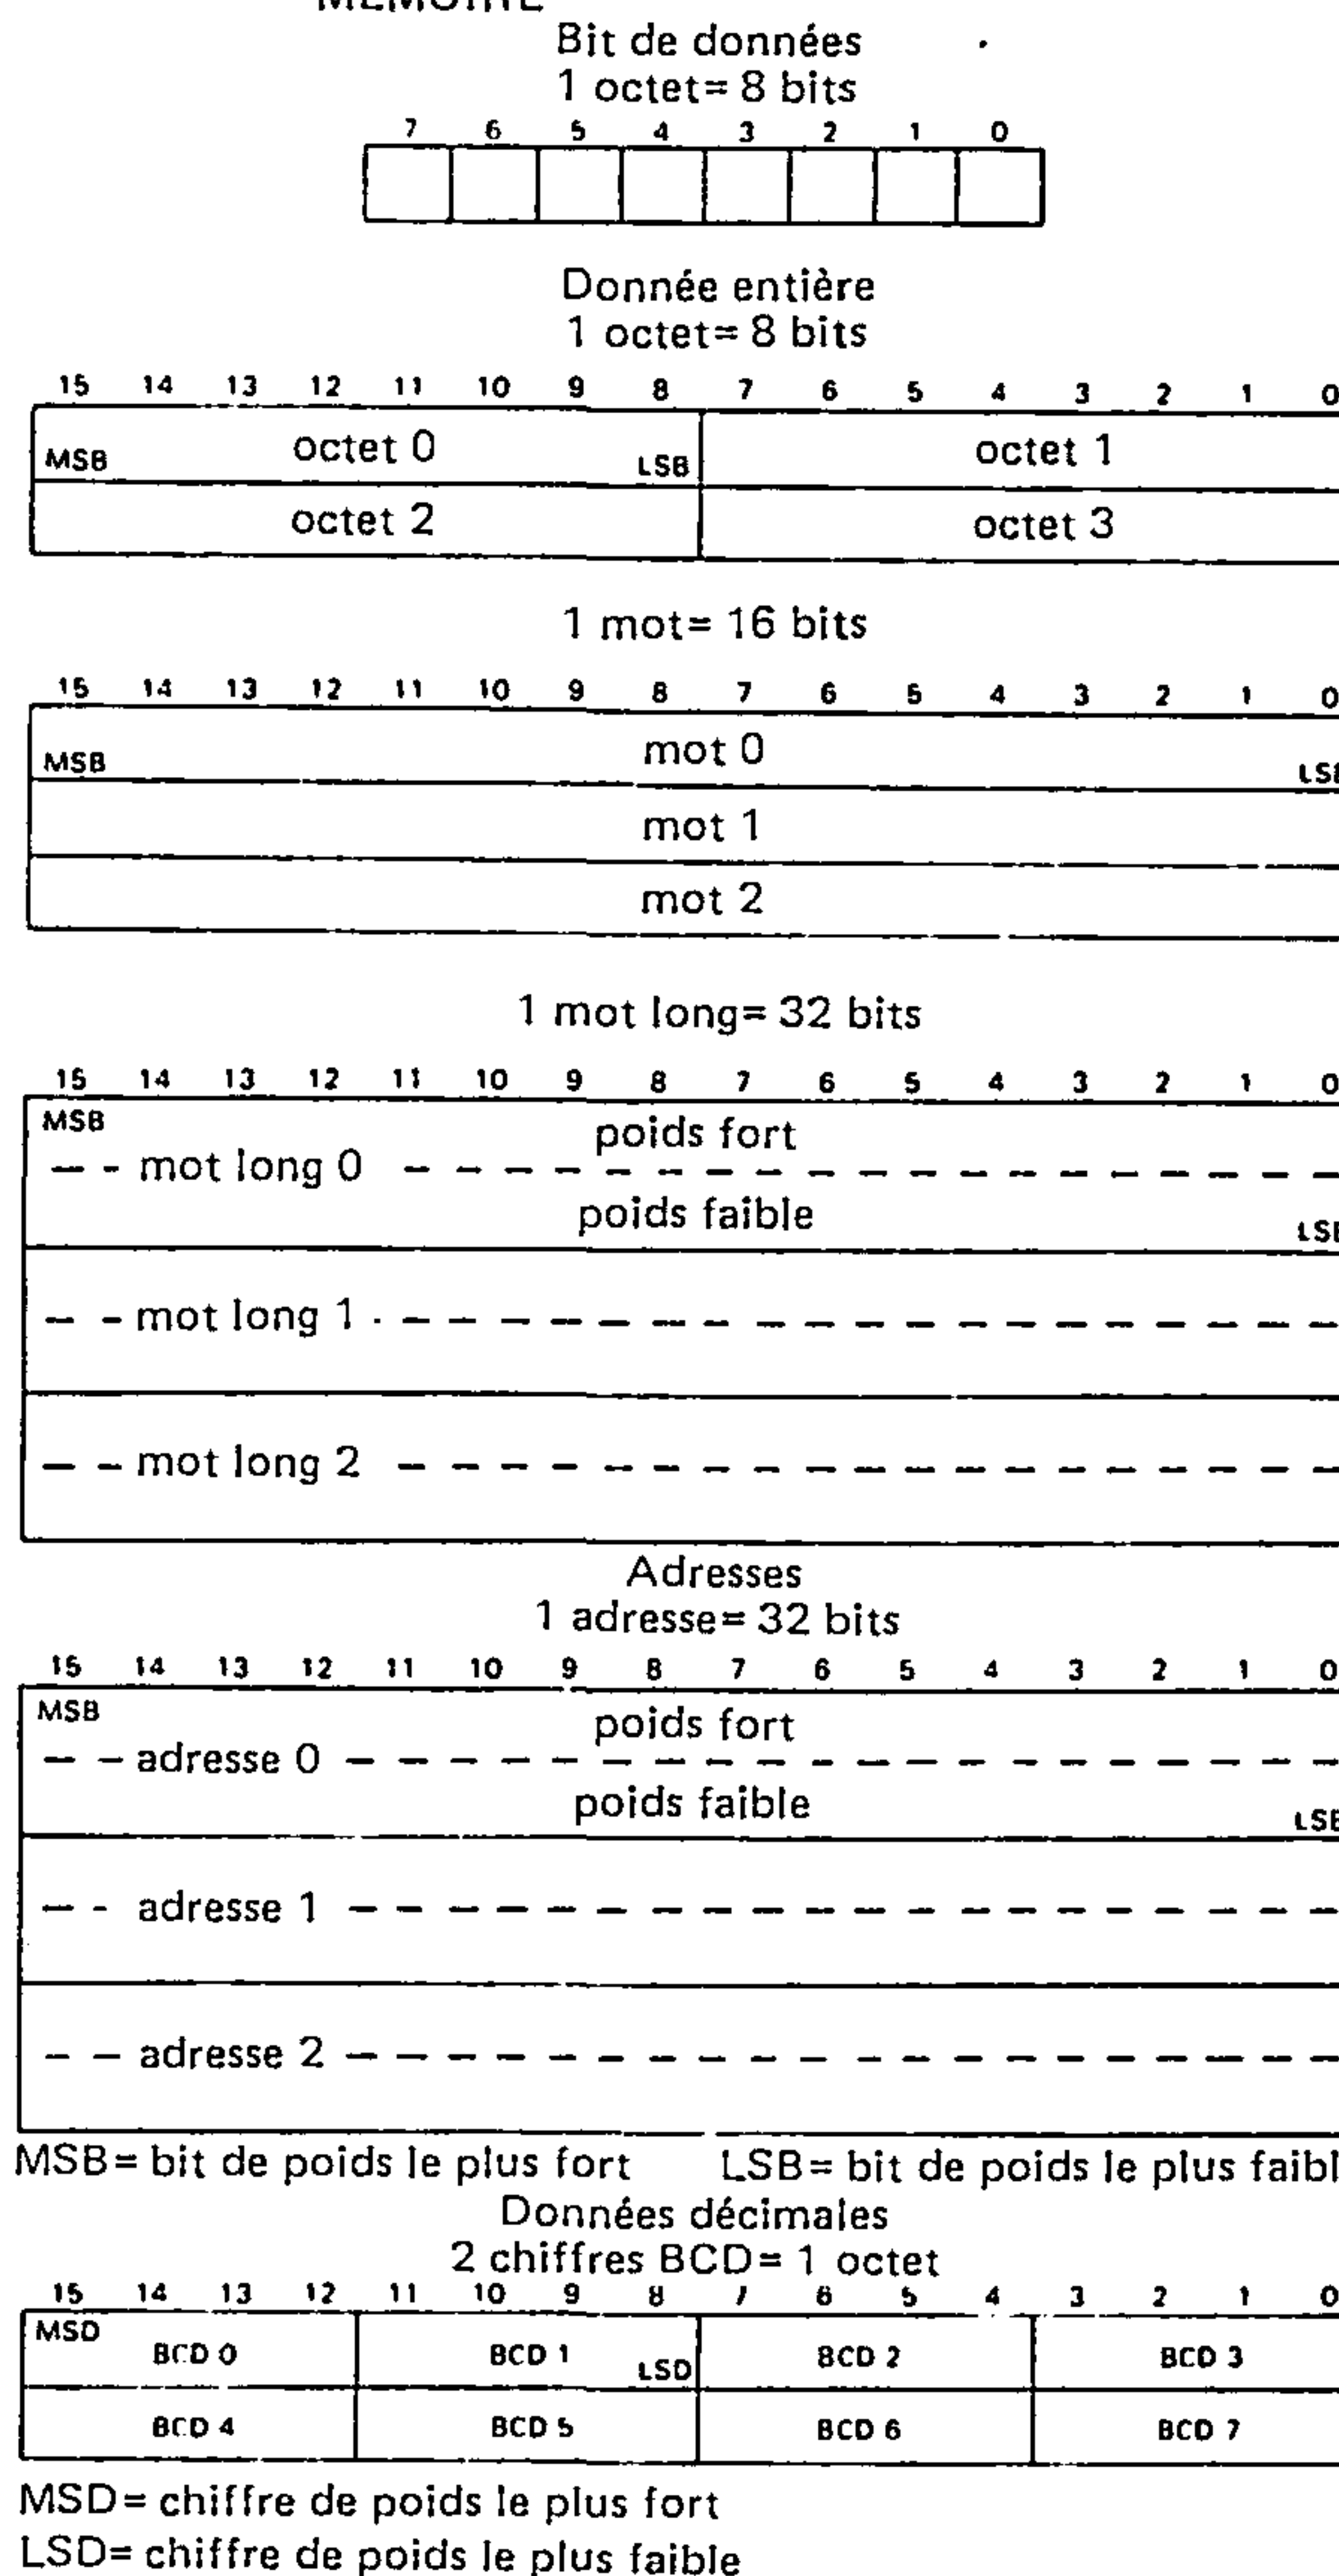 MEMOIRE
Bit de données
1 octet= 8 bits
7 6 5 4 3 2 1 0
Donnée entière
1 octet= 8 bits
15 14 13 12 11 10 9 8 7 6 5 4 3 2 1 0
MSB octet 0 LSB octet 1
octet 2 octet 3
1 mot= 16 bits
15 14 13 12 11 10 9 8 7 6 5 4 3 2 1 0
MSB mot 0 LSB
mot 1
mot 2
1 mot long= 32 bits
15 14 13 12 11 10 9 8 7 6 5 4 3 2 1 0
MSB poids fort
mot long 0
poids faible LSB
mot long 1
mot long 2
Adresses
1 adresse= 32 bits
15 14 13 12 11 10 9 8 7 6 5 4 3 2 1 0
MSB poids fort
adresse 0
poids faible LSB
adresse 1
adresse 2
MSB= bit de poids le plus fort LSB= bit de poids le plus faibl
Données décimales
2 chiffres BCD= 1 octet
15 14 13 12 11 10 9 8 7 6 5 4 3 2 1 0
MSD BCD 0 BCD 1 LSD BCD 2 BCD 3
BCD 4 BCD 5 BCD 6 BCD 7
MSD= chiffre de poids le plus fort
LSD= chiffre de poids le plus faible